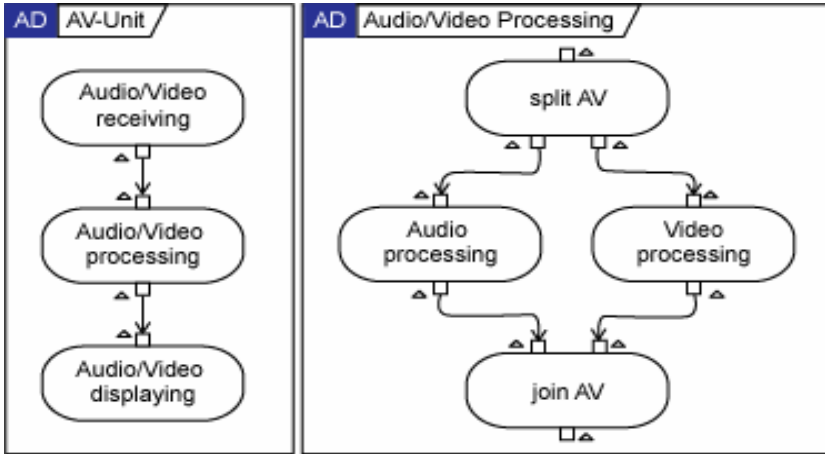 AD AV-Unit
Audio/Video
receiving
Audio/Video
processing
Audio/Video
displaying
AD Audio/Video Processing
split AV
Audio
processing
Video
processing
join AV